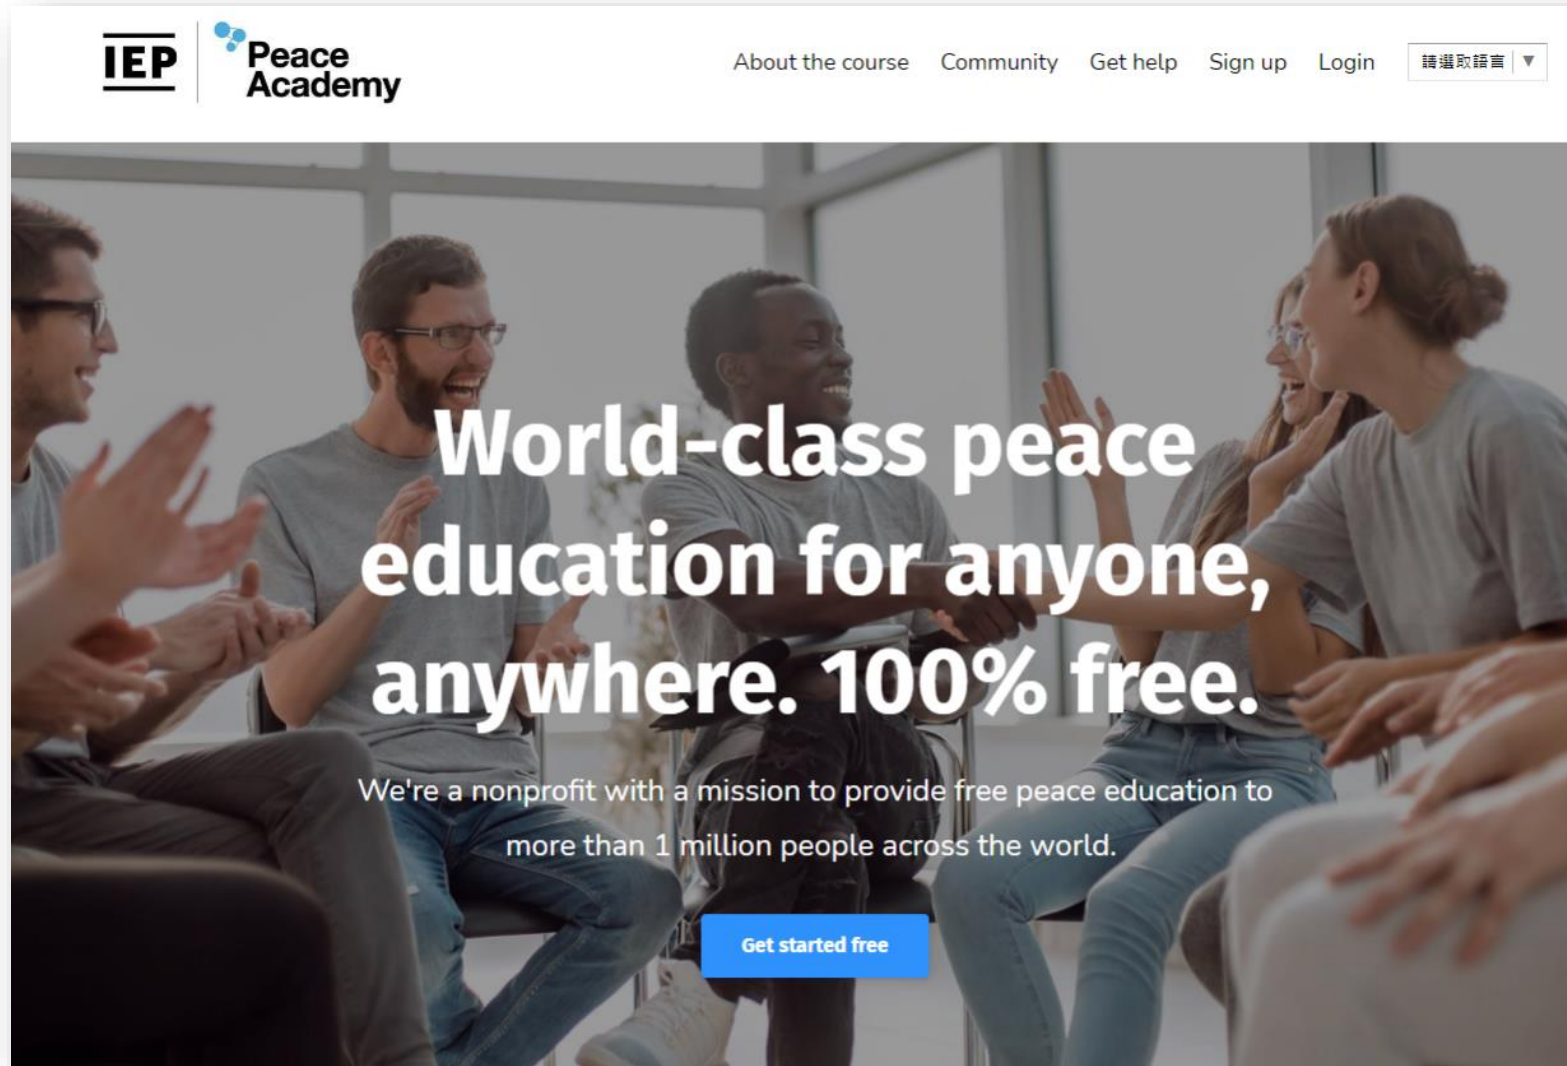 IEP
Peace
Academy
About the course
Community
Get help
Sign up
Login
請選取語言 ▼
World-class peace
education for anyone,
anywhere. 100% free.
We're a nonprofit with a mission to provide free peace education to
more than 1 million people across the world.
Get started free